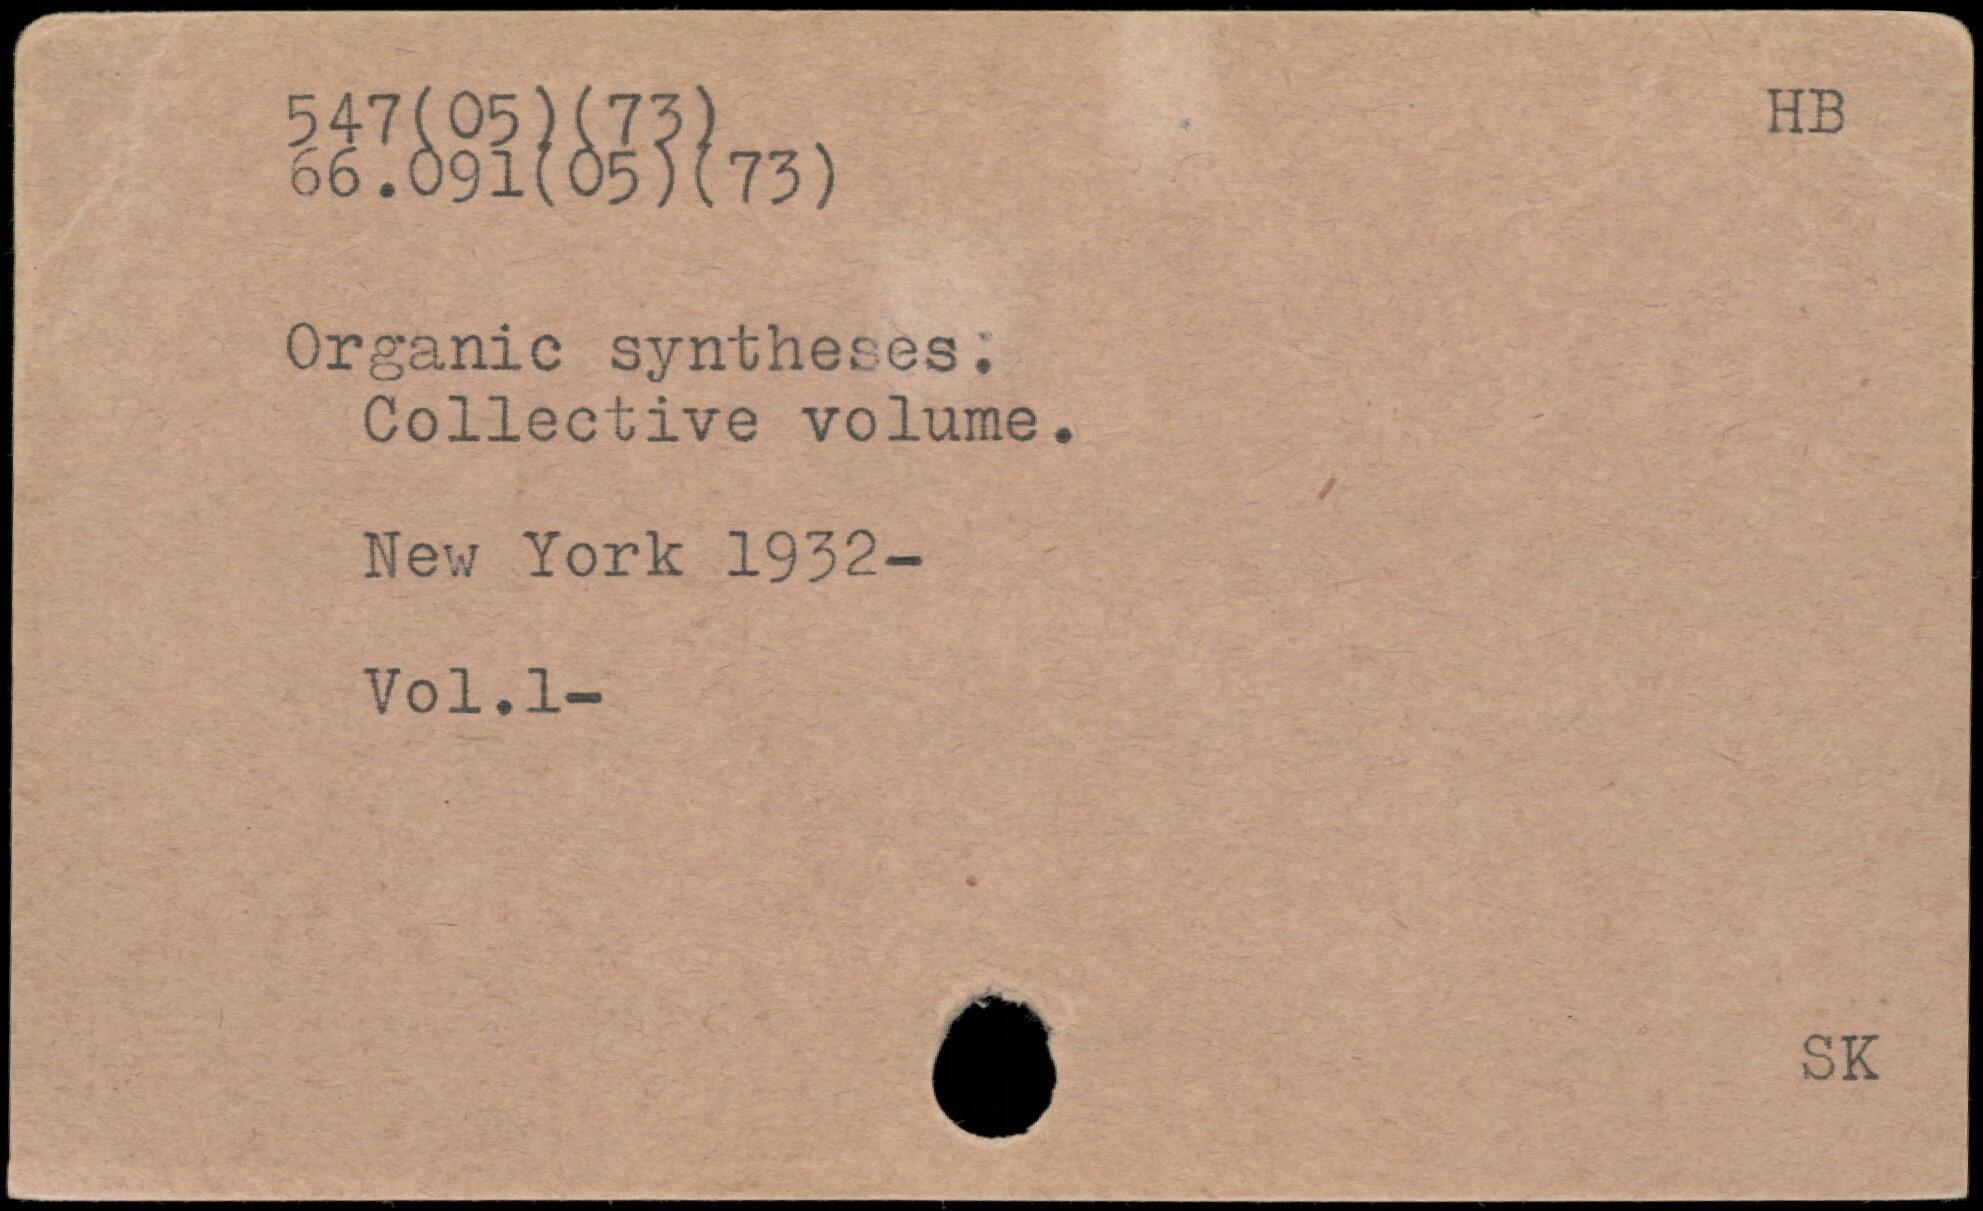 547(05)(73) HB
66.091(05)(73)
Organic syntheses.
Collective volume.
New York 1932-
Vol.1-
SK